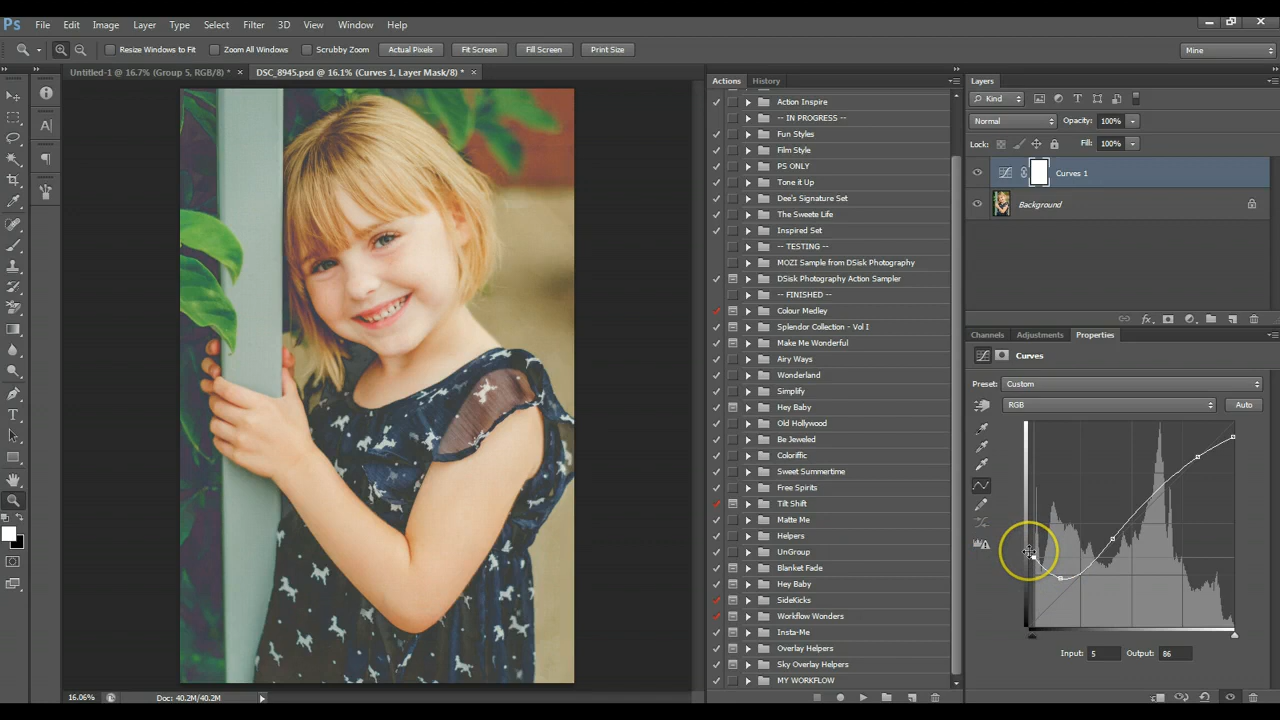 Ps File Edit Image Layer Type Select Filter 3D View Window Help
Resize Windows to Fit Zoom All Windows Scrubby Zoom Actual Pixels Fit Screen Fill Screen Print Size Mine
Untitled-1 @ 16.7% (Group 5, RGB/8) * × DSC_8945.psd @ 16.1% (Curves 1, Layer Mask/8) * ×
Actions History
Action Inspire
-- IN PROGRESS --
Fun Styles
Film Style
PS ONLY
Tone it Up
Dee's Signature Set
The Sweete Life
Inspired Set
-- TESTING --
MOZI Sample from DSisk Photography
DSisk Photography Action Sampler
-- FINISHED --
Colour Medley
Splendor Collection - Vol I
Make Me Wonderful
Airy Ways
Wonderland
Simplify
Hey Baby
Old Hollywood
Be Jeweled
Coloriffic
Sweet Summertime
Free Spirits
Tilt Shift
Matte Me
Helpers
UnGroup
Blanket Fade
Hey Baby
SideKicks
Workflow Wonders
Insta-Me
Overlay Helpers
Sky Overlay Helpers
MY WORKFLOW
Layers
Kind
Normal Opacity: 100%
Lock: Fill: 100%
Curves 1
Background
fx
Channels Adjustments Properties
Curves
Preset: Custom
RGB Auto
Input: 5 Output: 86
16.06% Doc: 40.2M/40.2M